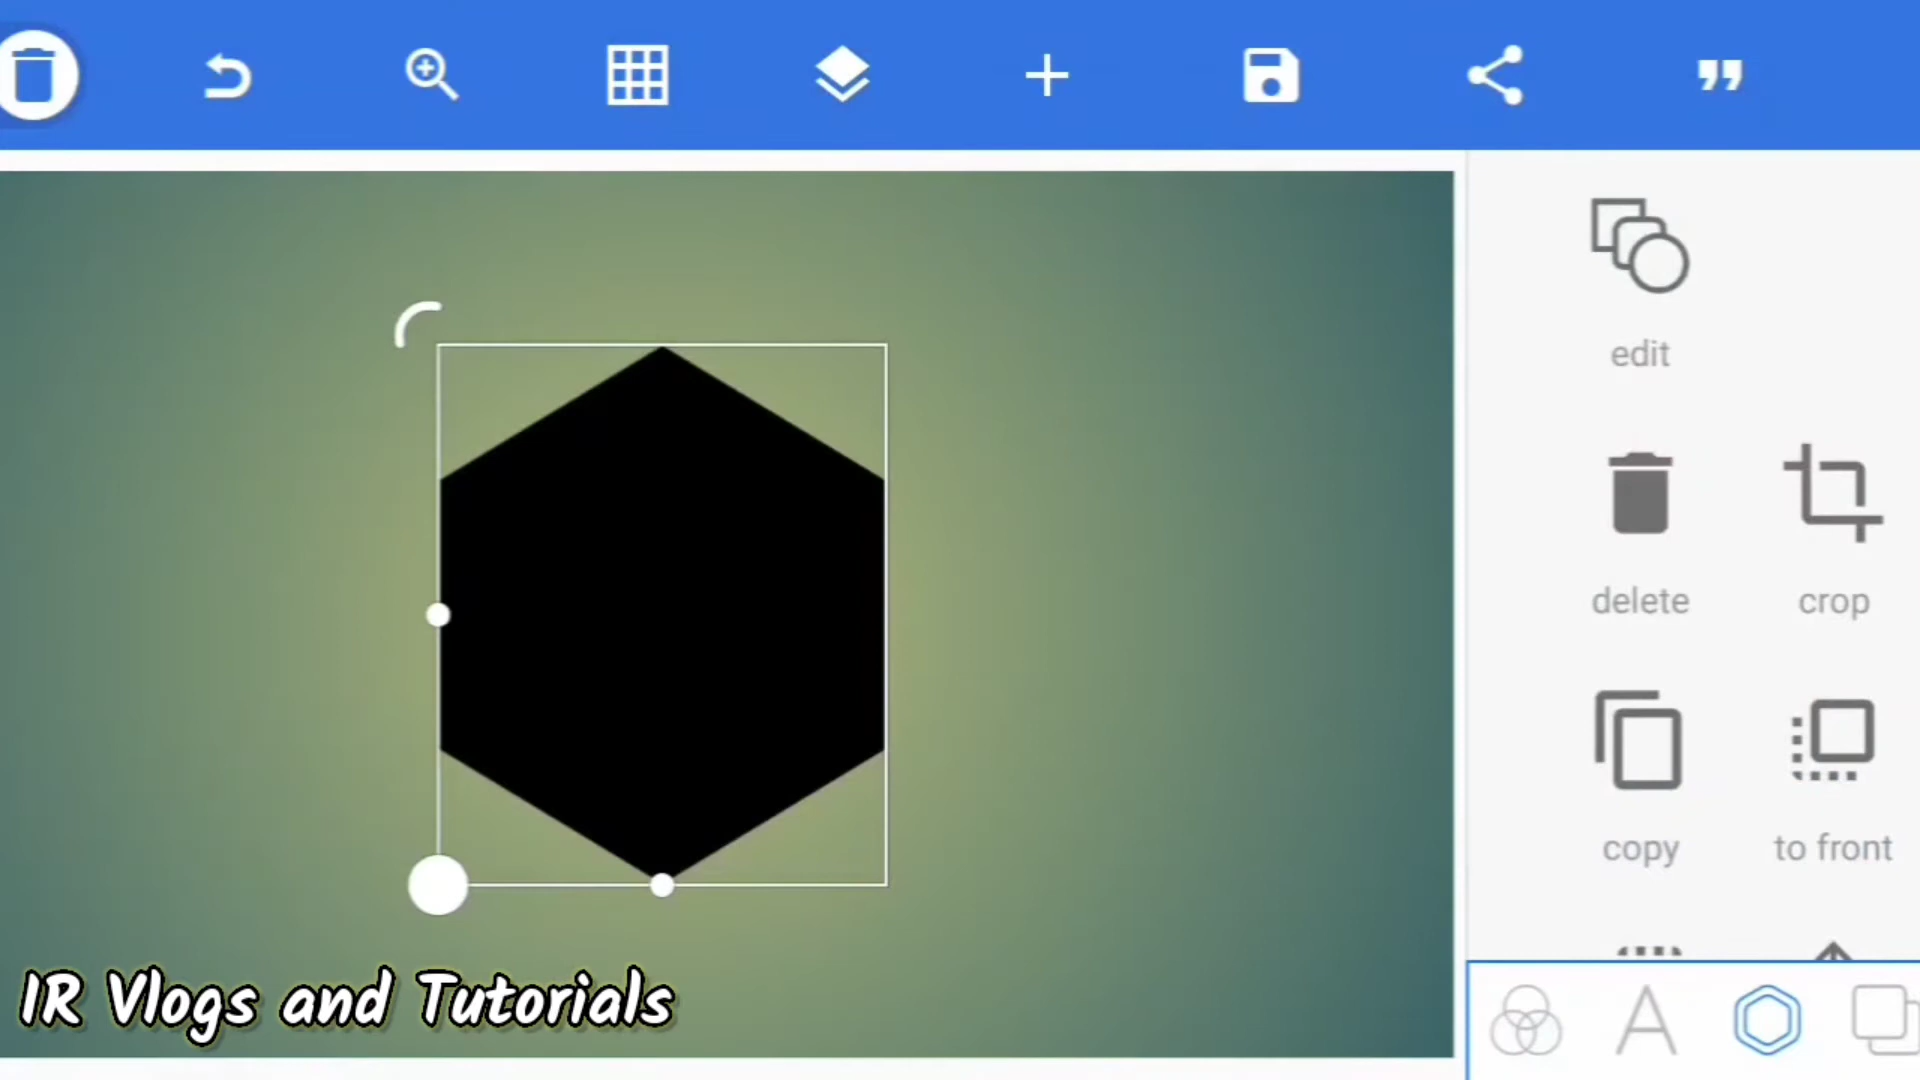 edit
delete
crop
copy
to front
IR Vlogs and Tutorials